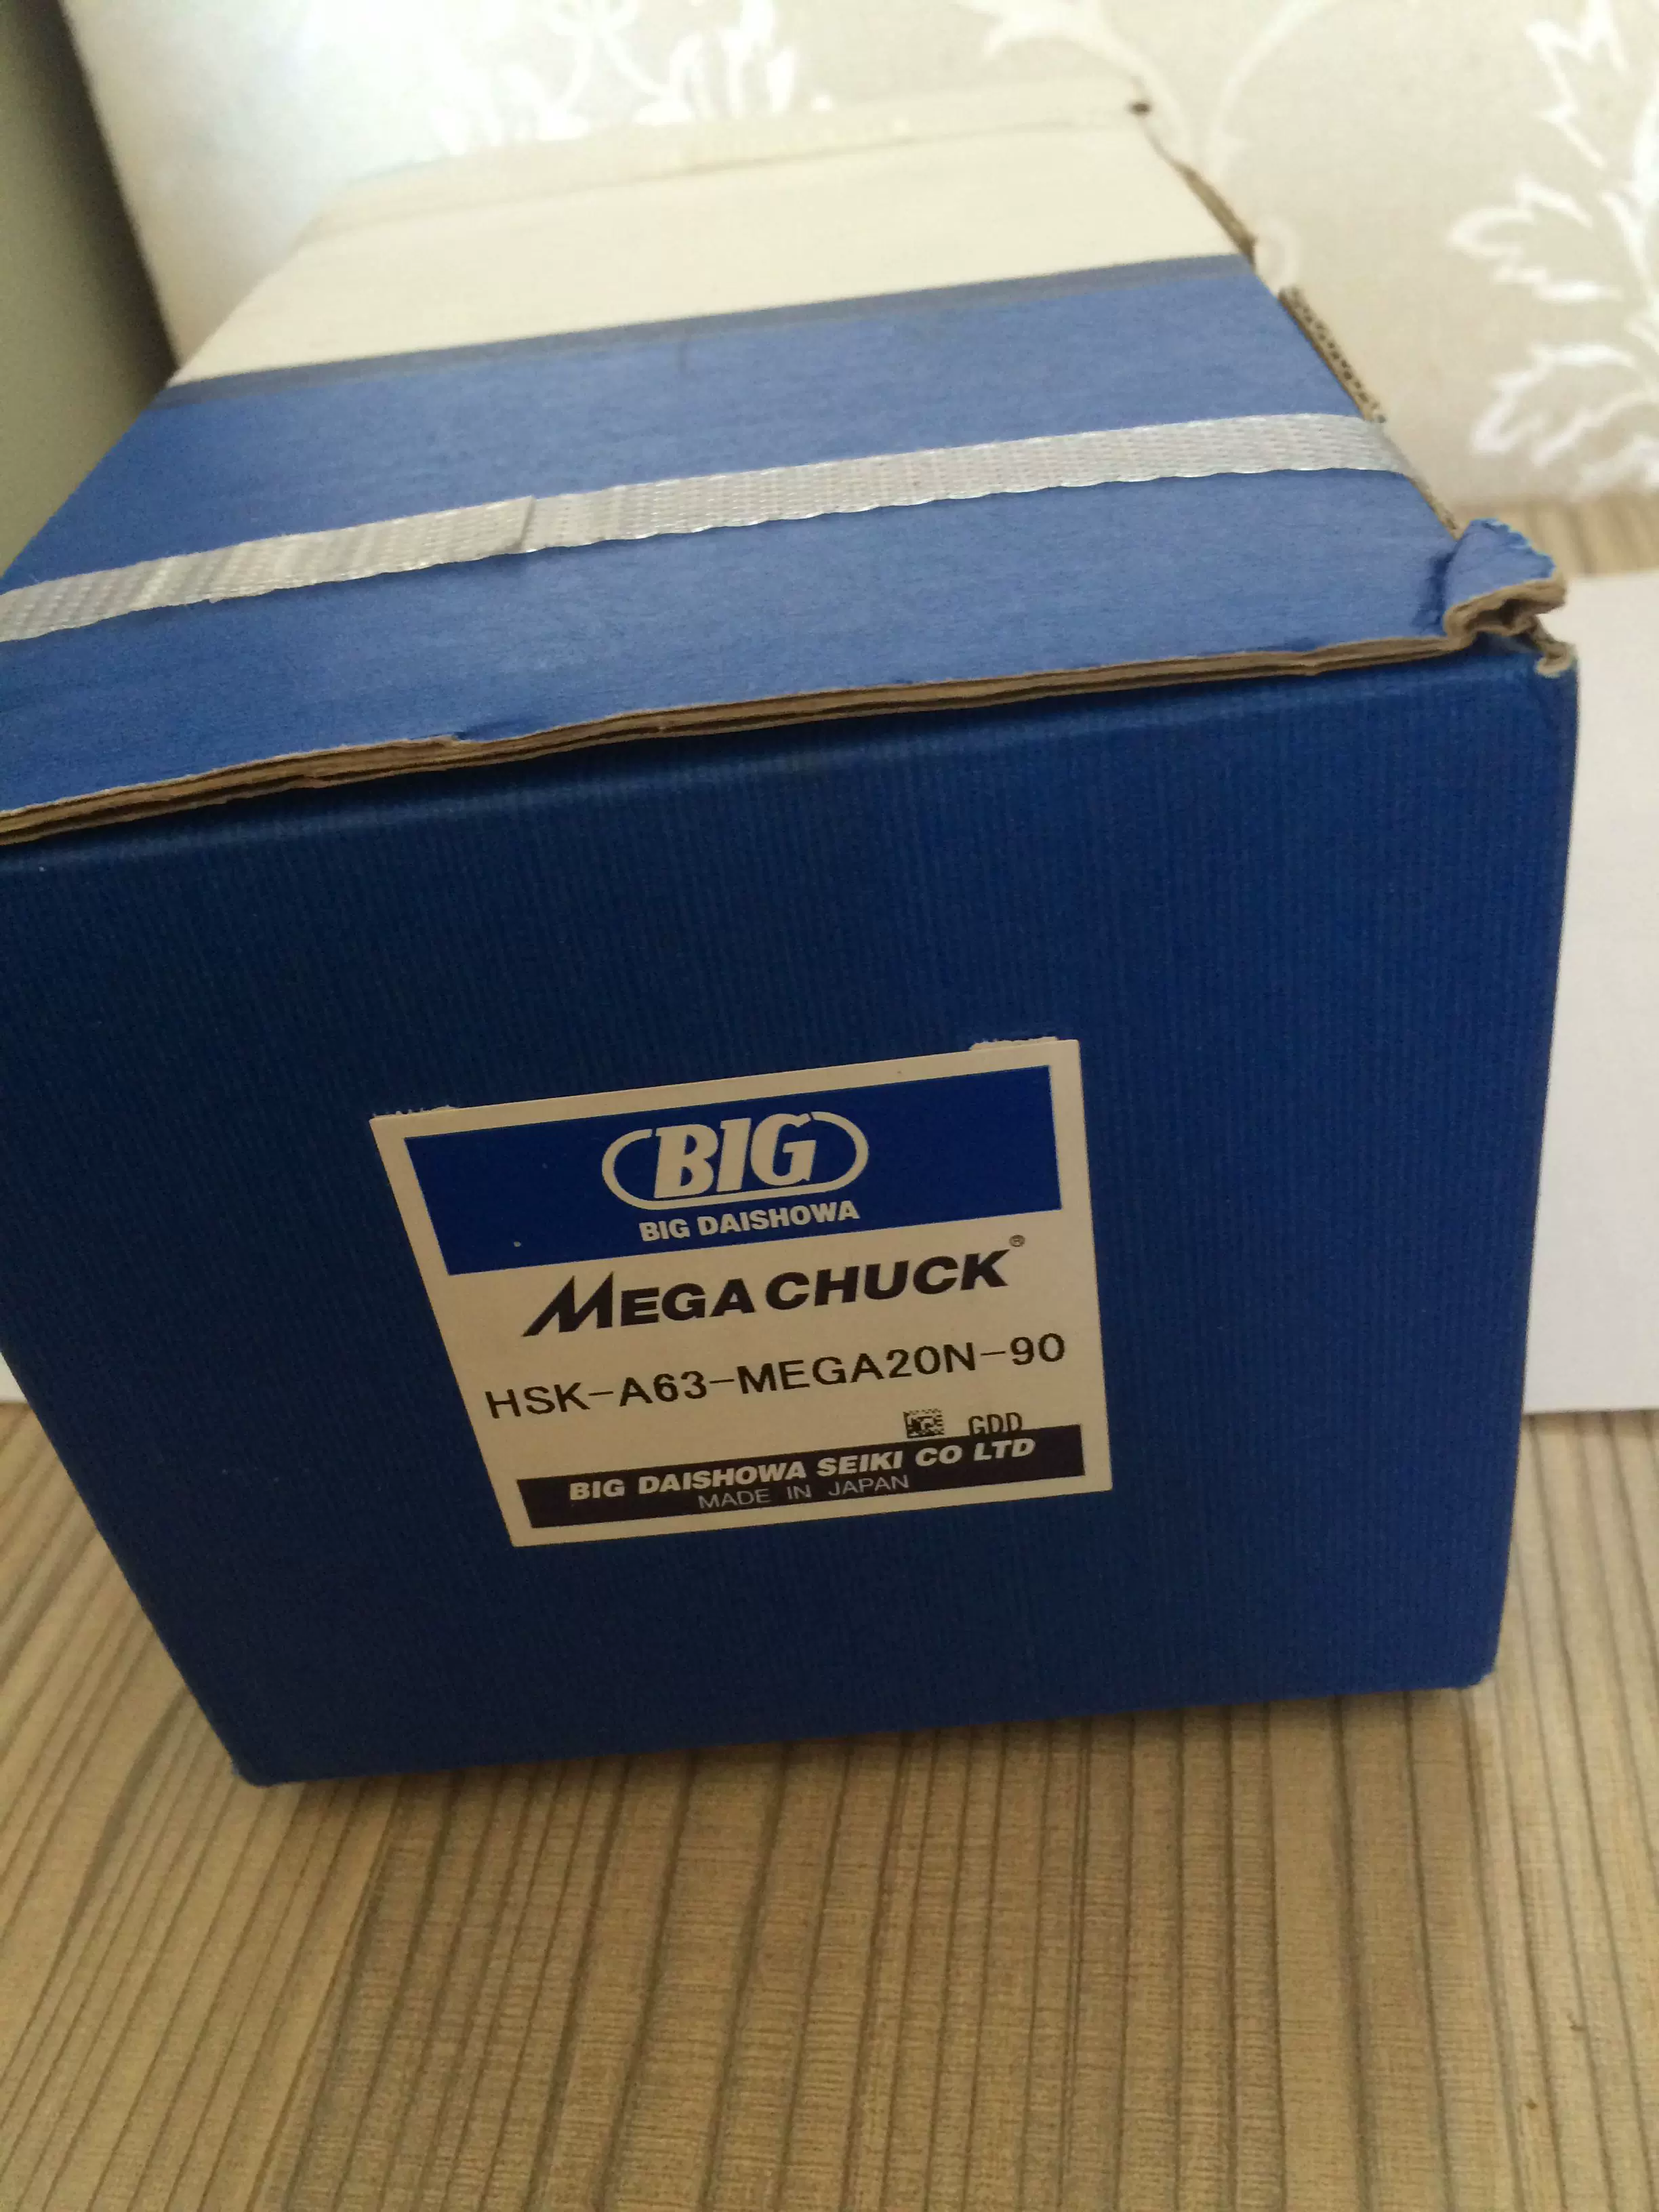 BIG
BIG DAISHOWA
MEGACHUCK®
HSK-A63-MEGA20N-90
GDD
BIG DAISHOWA SEIKI CO LTD
MADE IN JAPAN